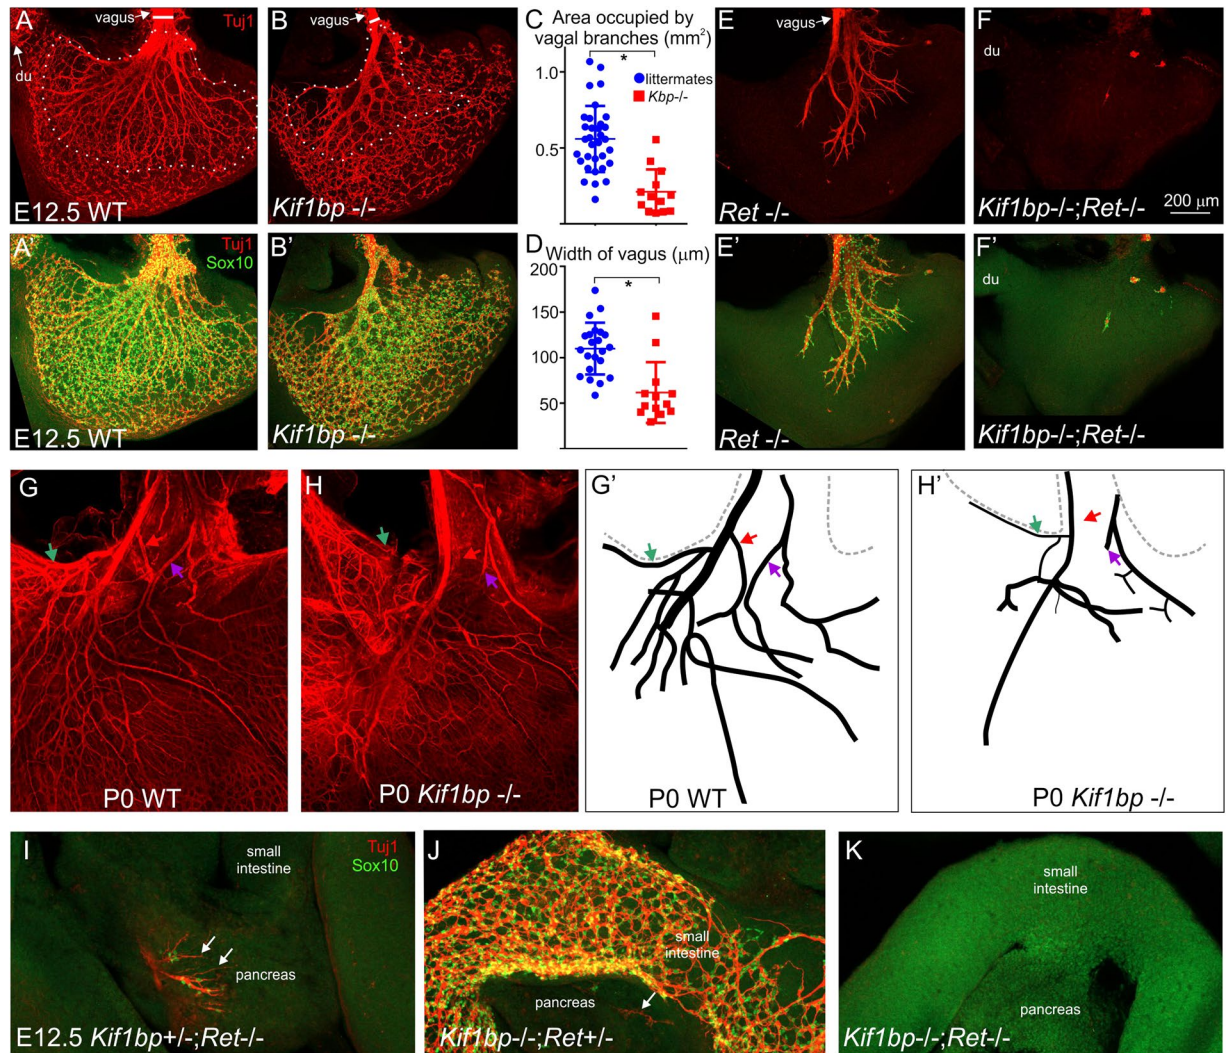 A
vagus
Tuj1
du
E12.5 WT
B
vagus
Kif1bp -/-
C
Area occupied by
vagal branches (mm²)
*
1.0
0.5
littermates
Kbp-/-
E
vagus
Ret -/-
F
du
200 µm
Kif1bp-/-;Ret-/-
A'
Tuj1
Sox10
E12.5 WT
B'
Kif1bp -/-
D
Width of vagus (µm)
200
*
150
100
50
E'
Ret -/-
F'
du
Kif1bp-/-;Ret-/-
G
P0 WT
H
P0 Kif1bp -/-
G'
P0 WT
H'
P0 Kif1bp -/-
I
Tuj1
Sox10
small
intestine
pancreas
E12.5 Kif1bp+/-;Ret-/-
J
small
intestine
pancreas
Kif1bp-/-;Ret+/-
K
small
intestine
pancreas
Kif1bp-/-;Ret-/-